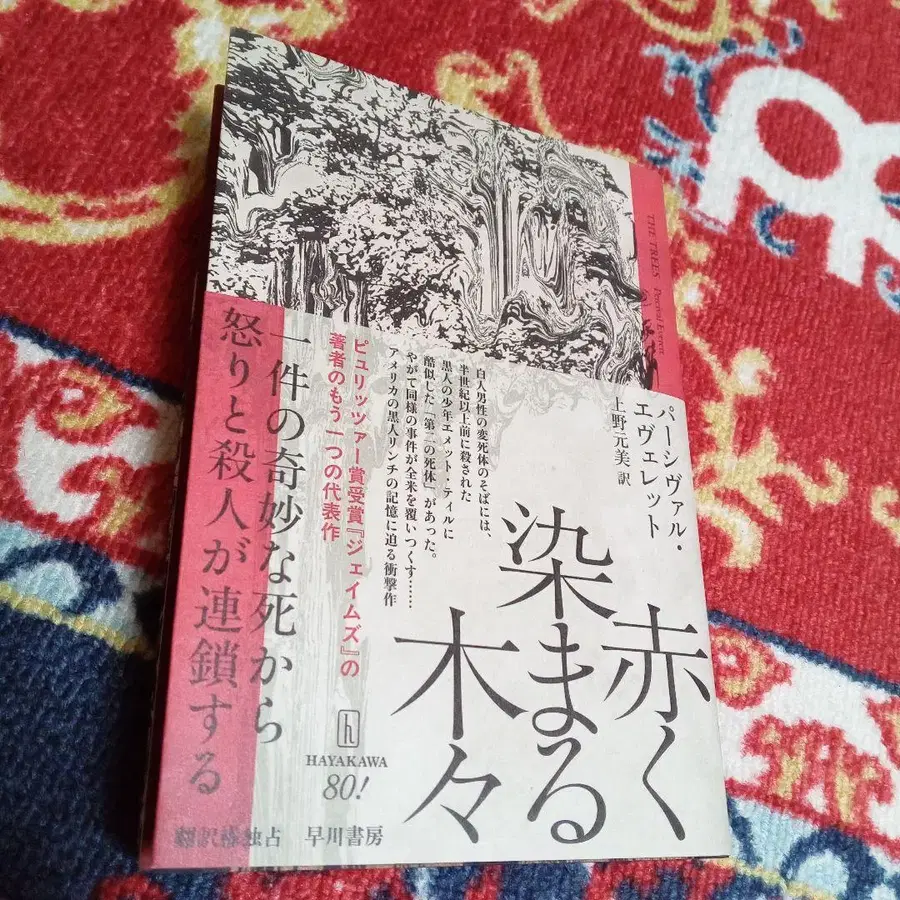 THE TREES Percival Everett
赤く
染まる
木々
パーシヴァル・
エヴェレット
上野元美 訳
白人男性の変死体のそばには、
半世紀以上前に殺された
黒人の少年エメット・ティルに
酷似した「第二の死体」があった。
やがて同様の事件が全米を覆いつくす……
アメリカの黒人リンチの記憶に迫る衝撃作
ピュリッツァー賞受賞『ジェイムズ』の
著者のもう一つの代表作
一件の奇妙な死から
怒りと殺人が連鎖する
h
HAYAKAWA
80!
翻訳権独占 早川書房